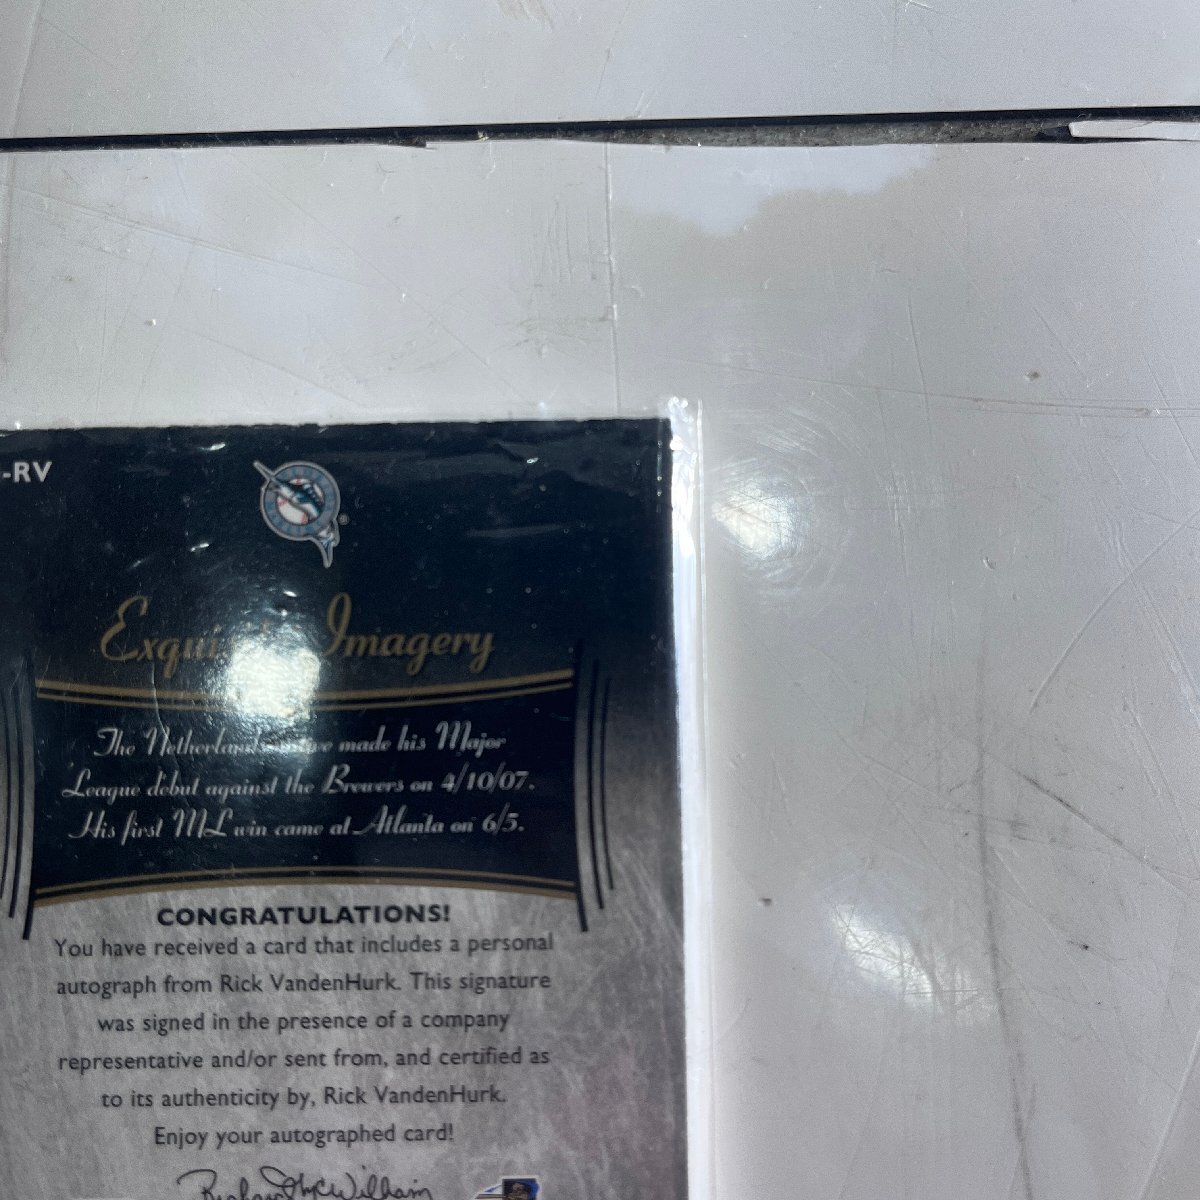 -RV
Imagery
The made his Major
League debut against the Brewers on 4/10/07.
His first ML win came at Atlanta on 6/5.
CONGRATULATIONS!
You have received a card that includes a personal
autograph from Rick VandenHurk. This signature
was signed in the presence of a company
representative and/or sent from, and certified as
to its authenticity by, Rick VandenHurk.
Enjoy your autographed card!